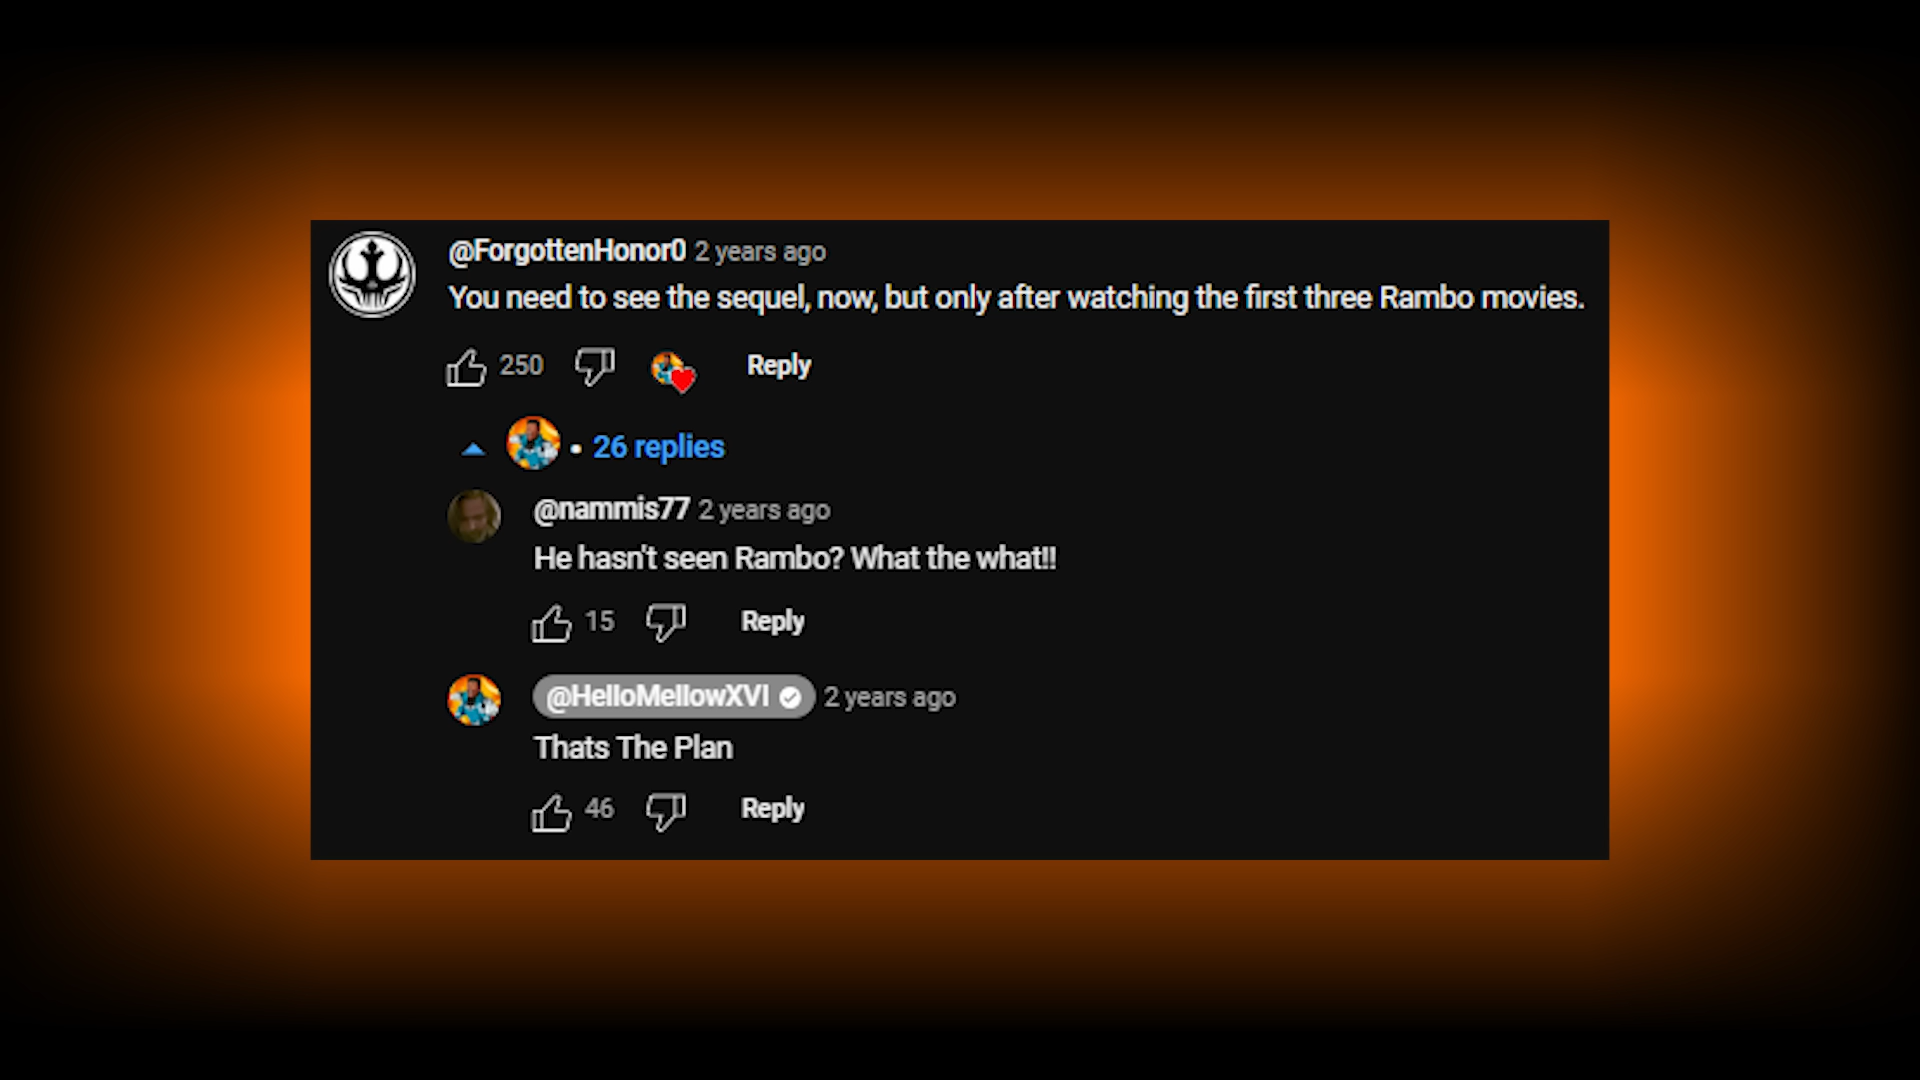 @ForgottenHonor0 2 years ago
You need to see the sequel, now, but only after watching the first three Rambo movies.
250 Reply
• 26 replies
@nammis77 2 years ago
He hasn't seen Rambo? What the what!!
15 Reply
@HelloMellowXVI 2 years ago
Thats The Plan
46 Reply